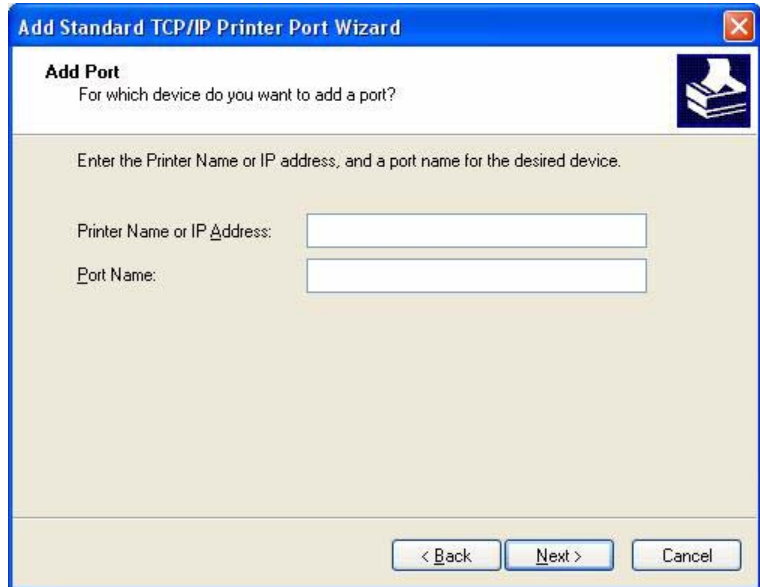 Add Standard TCP/IP Printer Port Wizard
Add Port
For which device do you want to add a port?
Enter the Printer Name or IP address, and a port name for the desired device.
Printer Name or IP Address:
Port Name:
< Back Next > Cancel